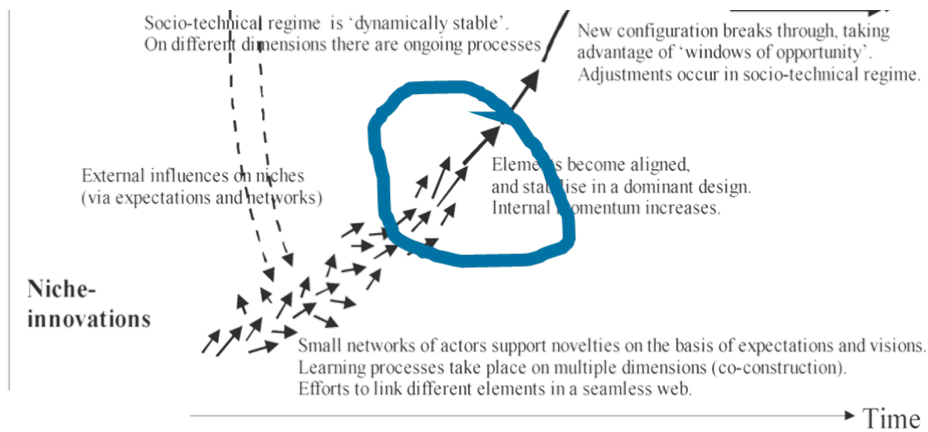 Socio-technical regime is ‘dynamically stable’.
On different dimensions there are ongoing processes
New configuration breaks through, taking
advantage of ‘windows of opportunity’.
Adjustments occur in socio-technical regime.
External influences on niches
(via expectations and networks)
Elements become aligned,
and stabilise in a dominant design.
Internal momentum increases.
Niche-
innovations
Small networks of actors support novelties on the basis of expectations and visions.
Learning processes take place on multiple dimensions (co-construction).
Efforts to link different elements in a seamless web.
Time